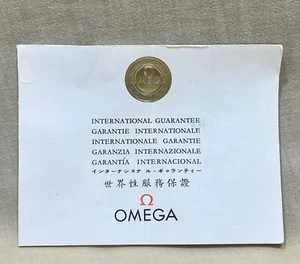 INTERNATIONAL GUARANTEE
GARANTIE INTERNATIONALE
INTERNATIONALE GARANTIE
GARANZIA INTERNAZIONALE
GARANTÍA INTERNACIONAL
インターナショナル・ギャランティー
世界性服務保證
Ω
OMEGA